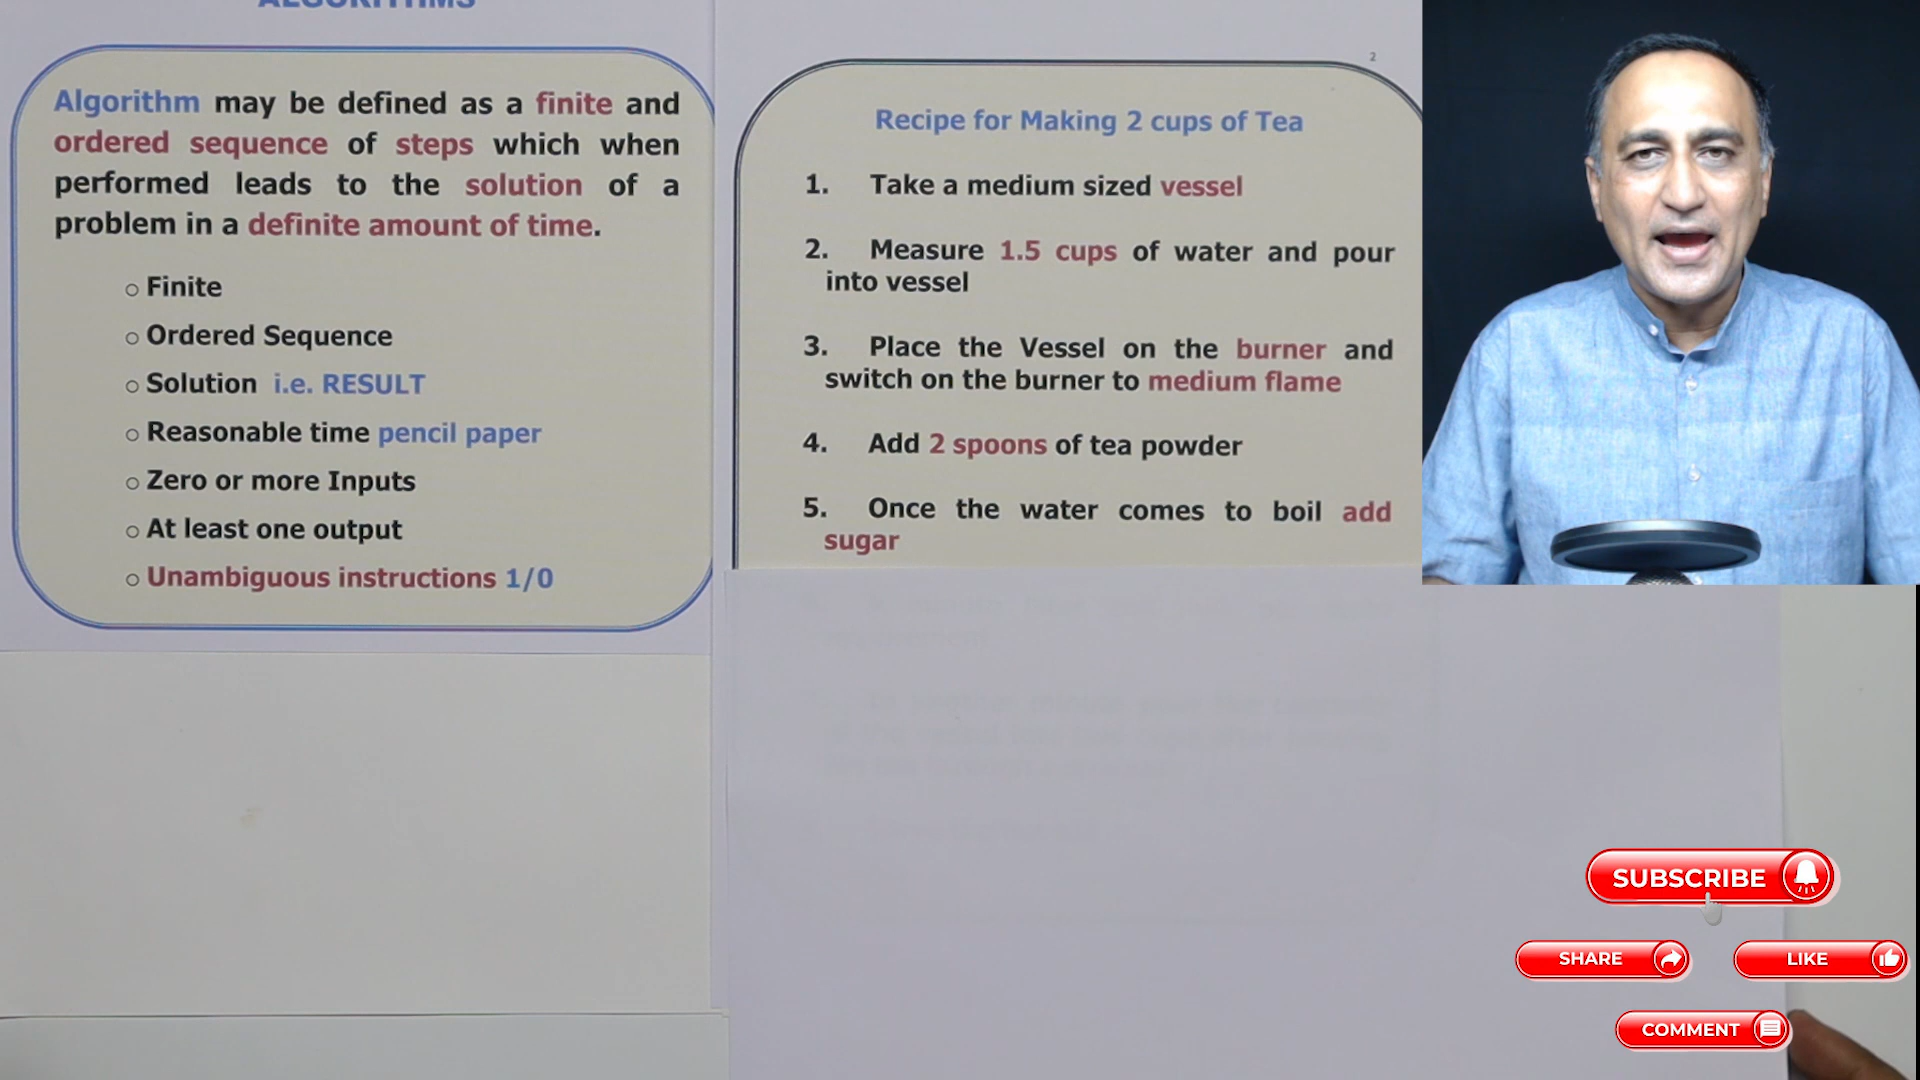 ALGORITHMS
Algorithm may be defined as a finite and
ordered sequence of steps which when
performed leads to the solution of a
problem in a definite amount of time.
○ Finite
○ Ordered Sequence
○ Solution i.e. RESULT
○ Reasonable time pencil paper
○ Zero or more Inputs
○ At least one output
○ Unambiguous instructions 1/0
2
Recipe for Making 2 cups of Tea
1. Take a medium sized vessel
2. Measure 1.5 cups of water and pour
into vessel
3. Place the Vessel on the burner and
switch on the burner to medium flame
4. Add 2 spoons of tea powder
5. Once the water comes to boil add
sugar
SUBSCRIBE
SHARE
LIKE
COMMENT